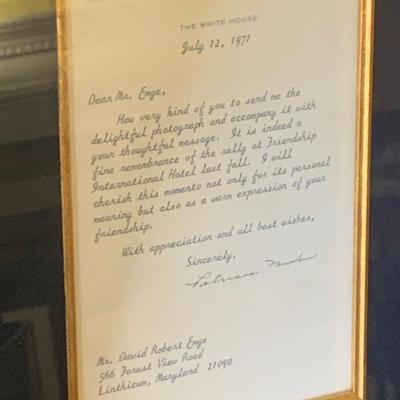 THE WHITE HOUSE
July 12, 1971
Dear Mr. Enge,
How very kind of you to send me the
delightful photograph and accompany it with
your thoughtful message. It is indeed a
fine remembrance of the rally at Friendship
International Hotel last fall. I will
cherish this momento not only for its personal
meaning but also as a warm expression of your
friendship.
With appreciation and all best wishes,
Sincerely,
Patricia Nixon
Mr. David Robert Enge
566 Forest View Road
Linthicum, Maryland 21090